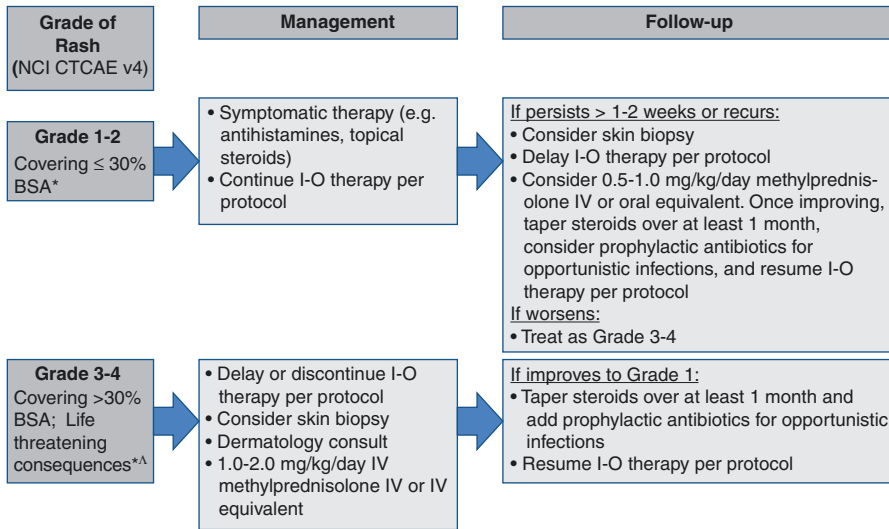 Grade of
Rash
(NCI CTCAE v4)
Management
Follow-up
Grade 1-2
Covering ≤ 30%
BSA*
• Symptomatic therapy (e.g.
antihistamines, topical
steroids)
• Continue I-O therapy per
protocol
If persists > 1-2 weeks or recurs:
• Consider skin biopsy
• Delay I-O therapy per protocol
• Consider 0.5-1.0 mg/kg/day methylprednis-
olone IV or oral equivalent. Once improving,
taper steroids over at least 1 month,
consider prophylactic antibiotics for
opportunistic infections, and resume I-O
therapy per protocol
If worsens:
• Treat as Grade 3-4
Grade 3-4
Covering >30%
BSA; Life
threatening
consequences*^
• Delay or discontinue I-O
therapy per protocol
• Consider skin biopsy
• Dermatology consult
• 1.0-2.0 mg/kg/day IV
methylprednisolone IV or IV
equivalent
If improves to Grade 1:
• Taper steroids over at least 1 month and
add prophylactic antibiotics for opportunistic
infections
• Resume I-O therapy per protocol